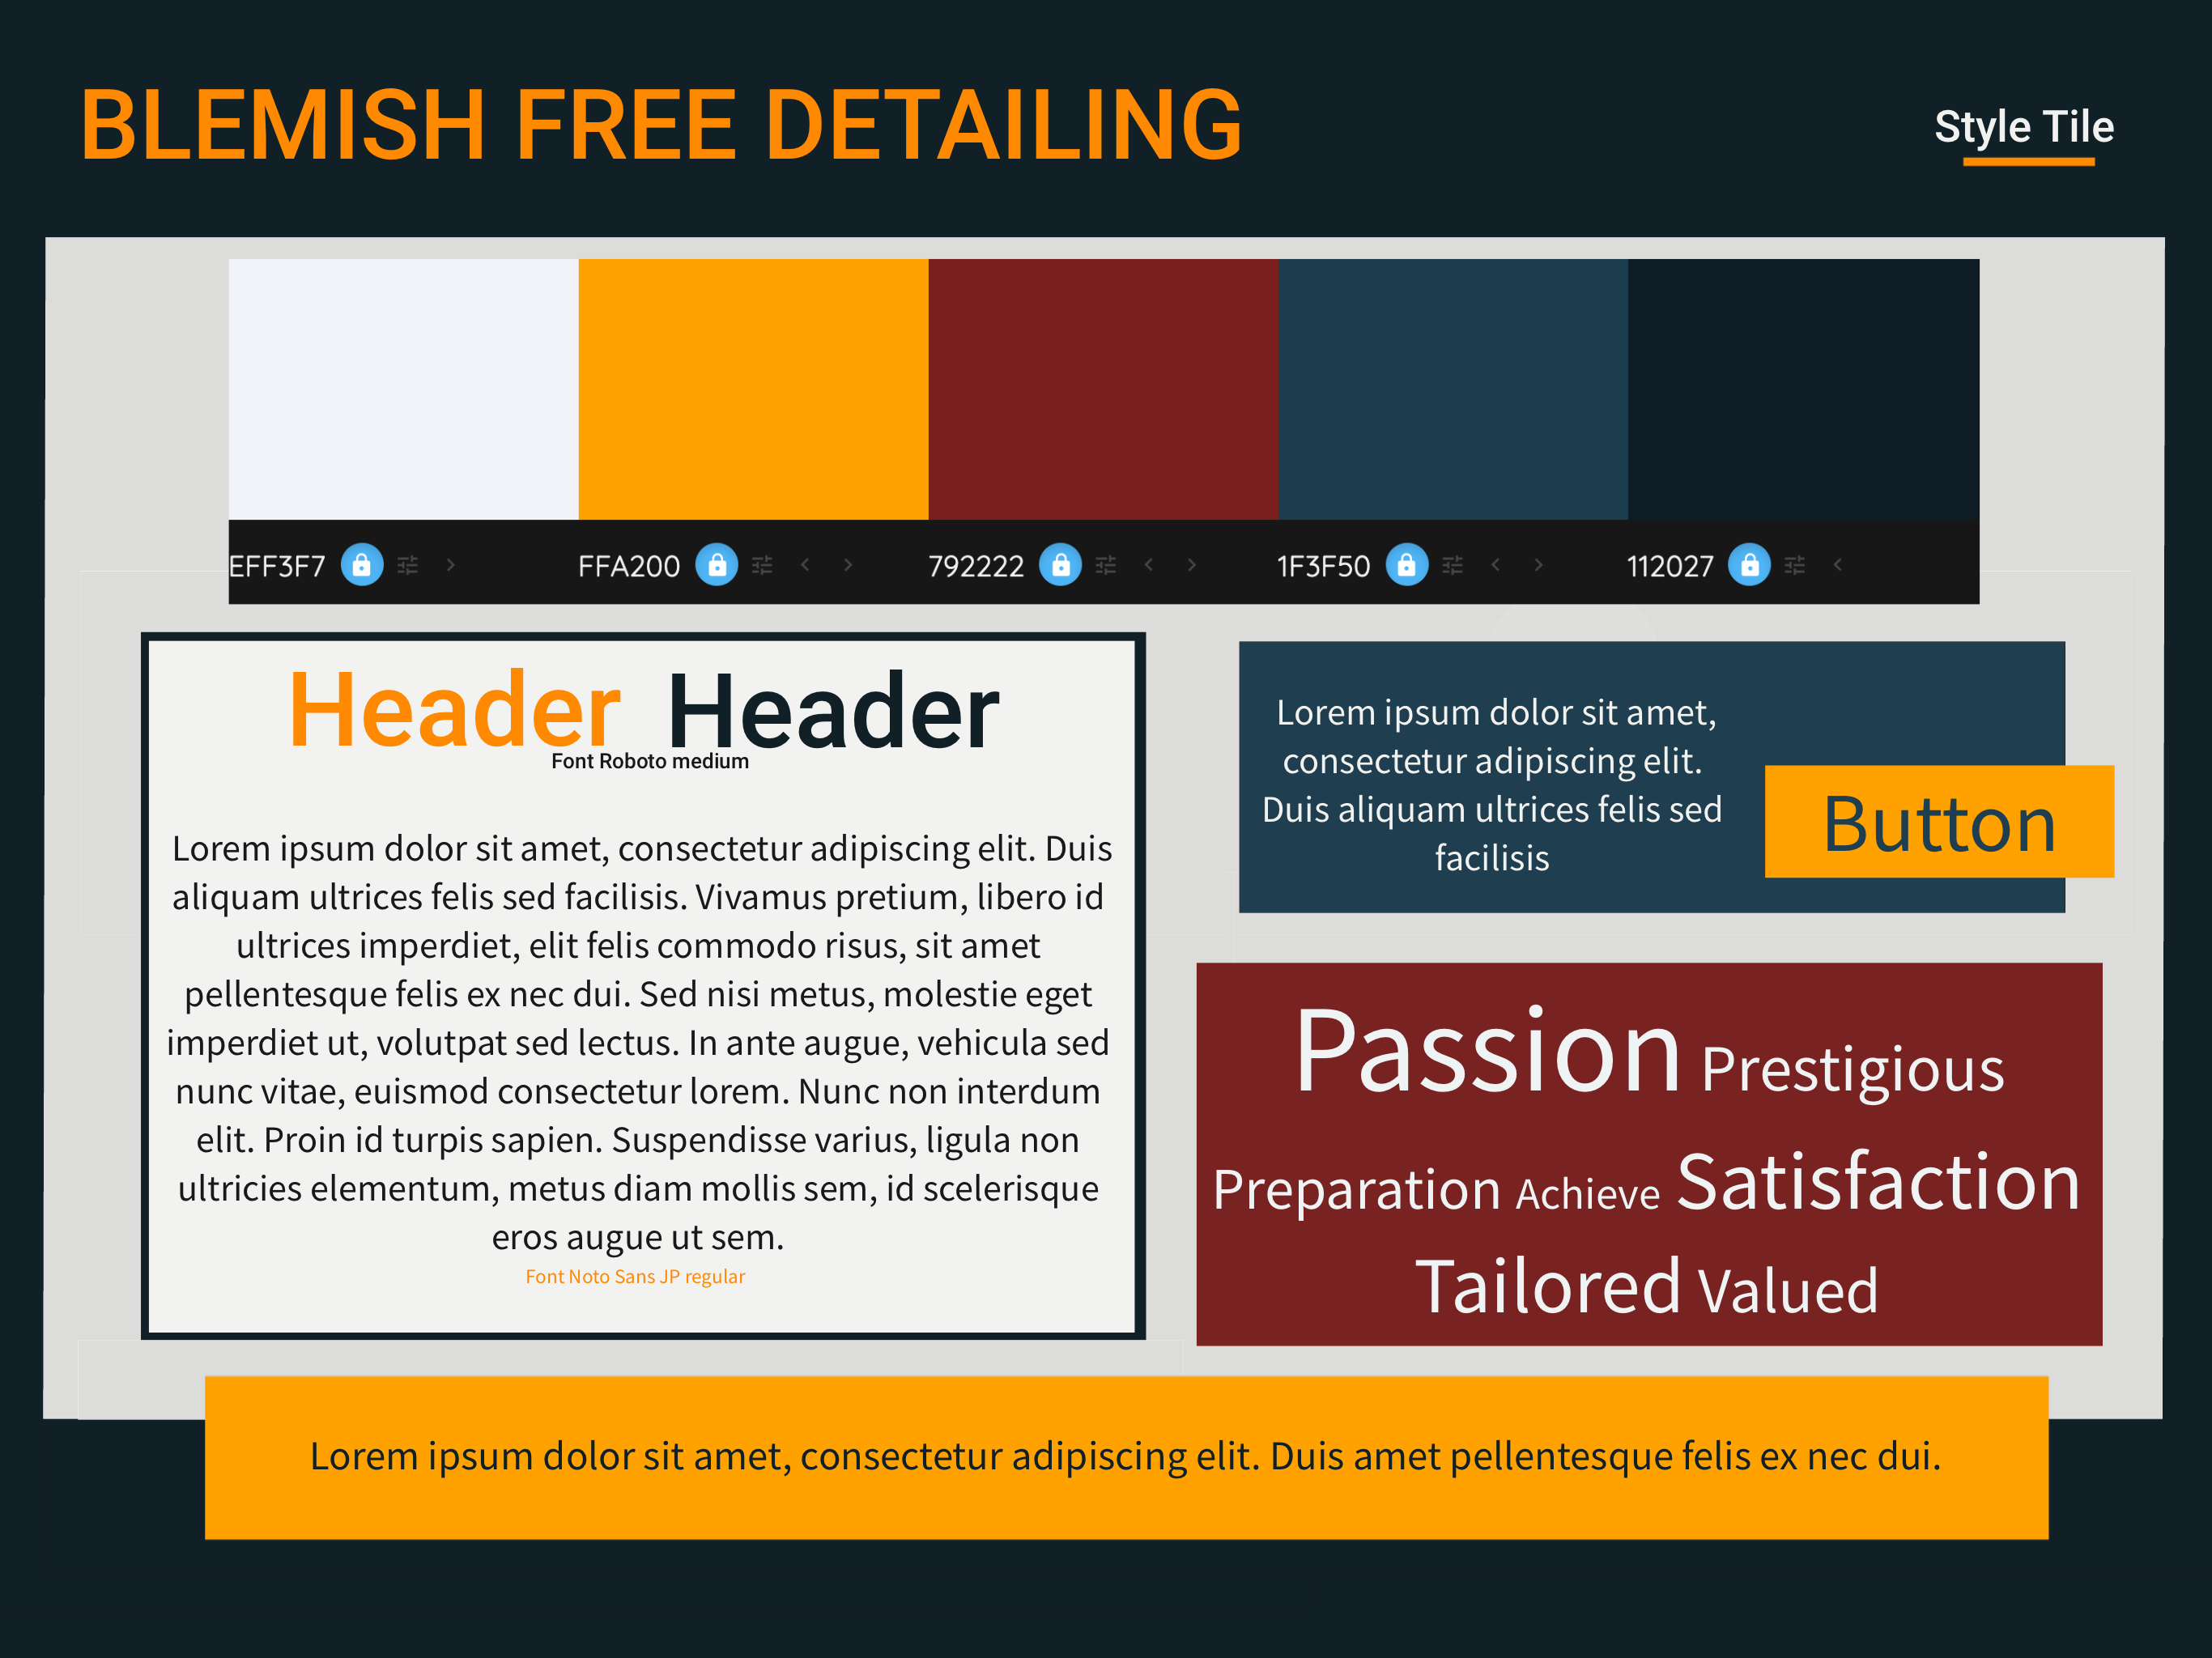 BLEMISH FREE DETAILING
Style Tile
EFF3F7 FFA200 792222 1F3F50 112027
Header Header
Font Roboto medium
Lorem ipsum dolor sit amet, consectetur adipiscing elit. Duis
aliquam ultrices felis sed facilisis. Vivamus pretium, libero id
ultrices imperdiet, elit felis commodo risus, sit amet
pellentesque felis ex nec dui. Sed nisi metus, molestie eget
imperdiet ut, volutpat sed lectus. In ante augue, vehicula sed
nunc vitae, euismod consectetur lorem. Nunc non interdum
elit. Proin id turpis sapien. Suspendisse varius, ligula non
ultricies elementum, metus diam mollis sem, id scelerisque
eros augue ut sem.
Font Noto Sans JP regular
Lorem ipsum dolor sit amet,
consectetur adipiscing elit.
Duis aliquam ultrices felis sed
facilisis
Button
Passion Prestigious
Preparation Achieve Satisfaction
Tailored Valued
Lorem ipsum dolor sit amet, consectetur adipiscing elit. Duis amet pellentesque felis ex nec dui.